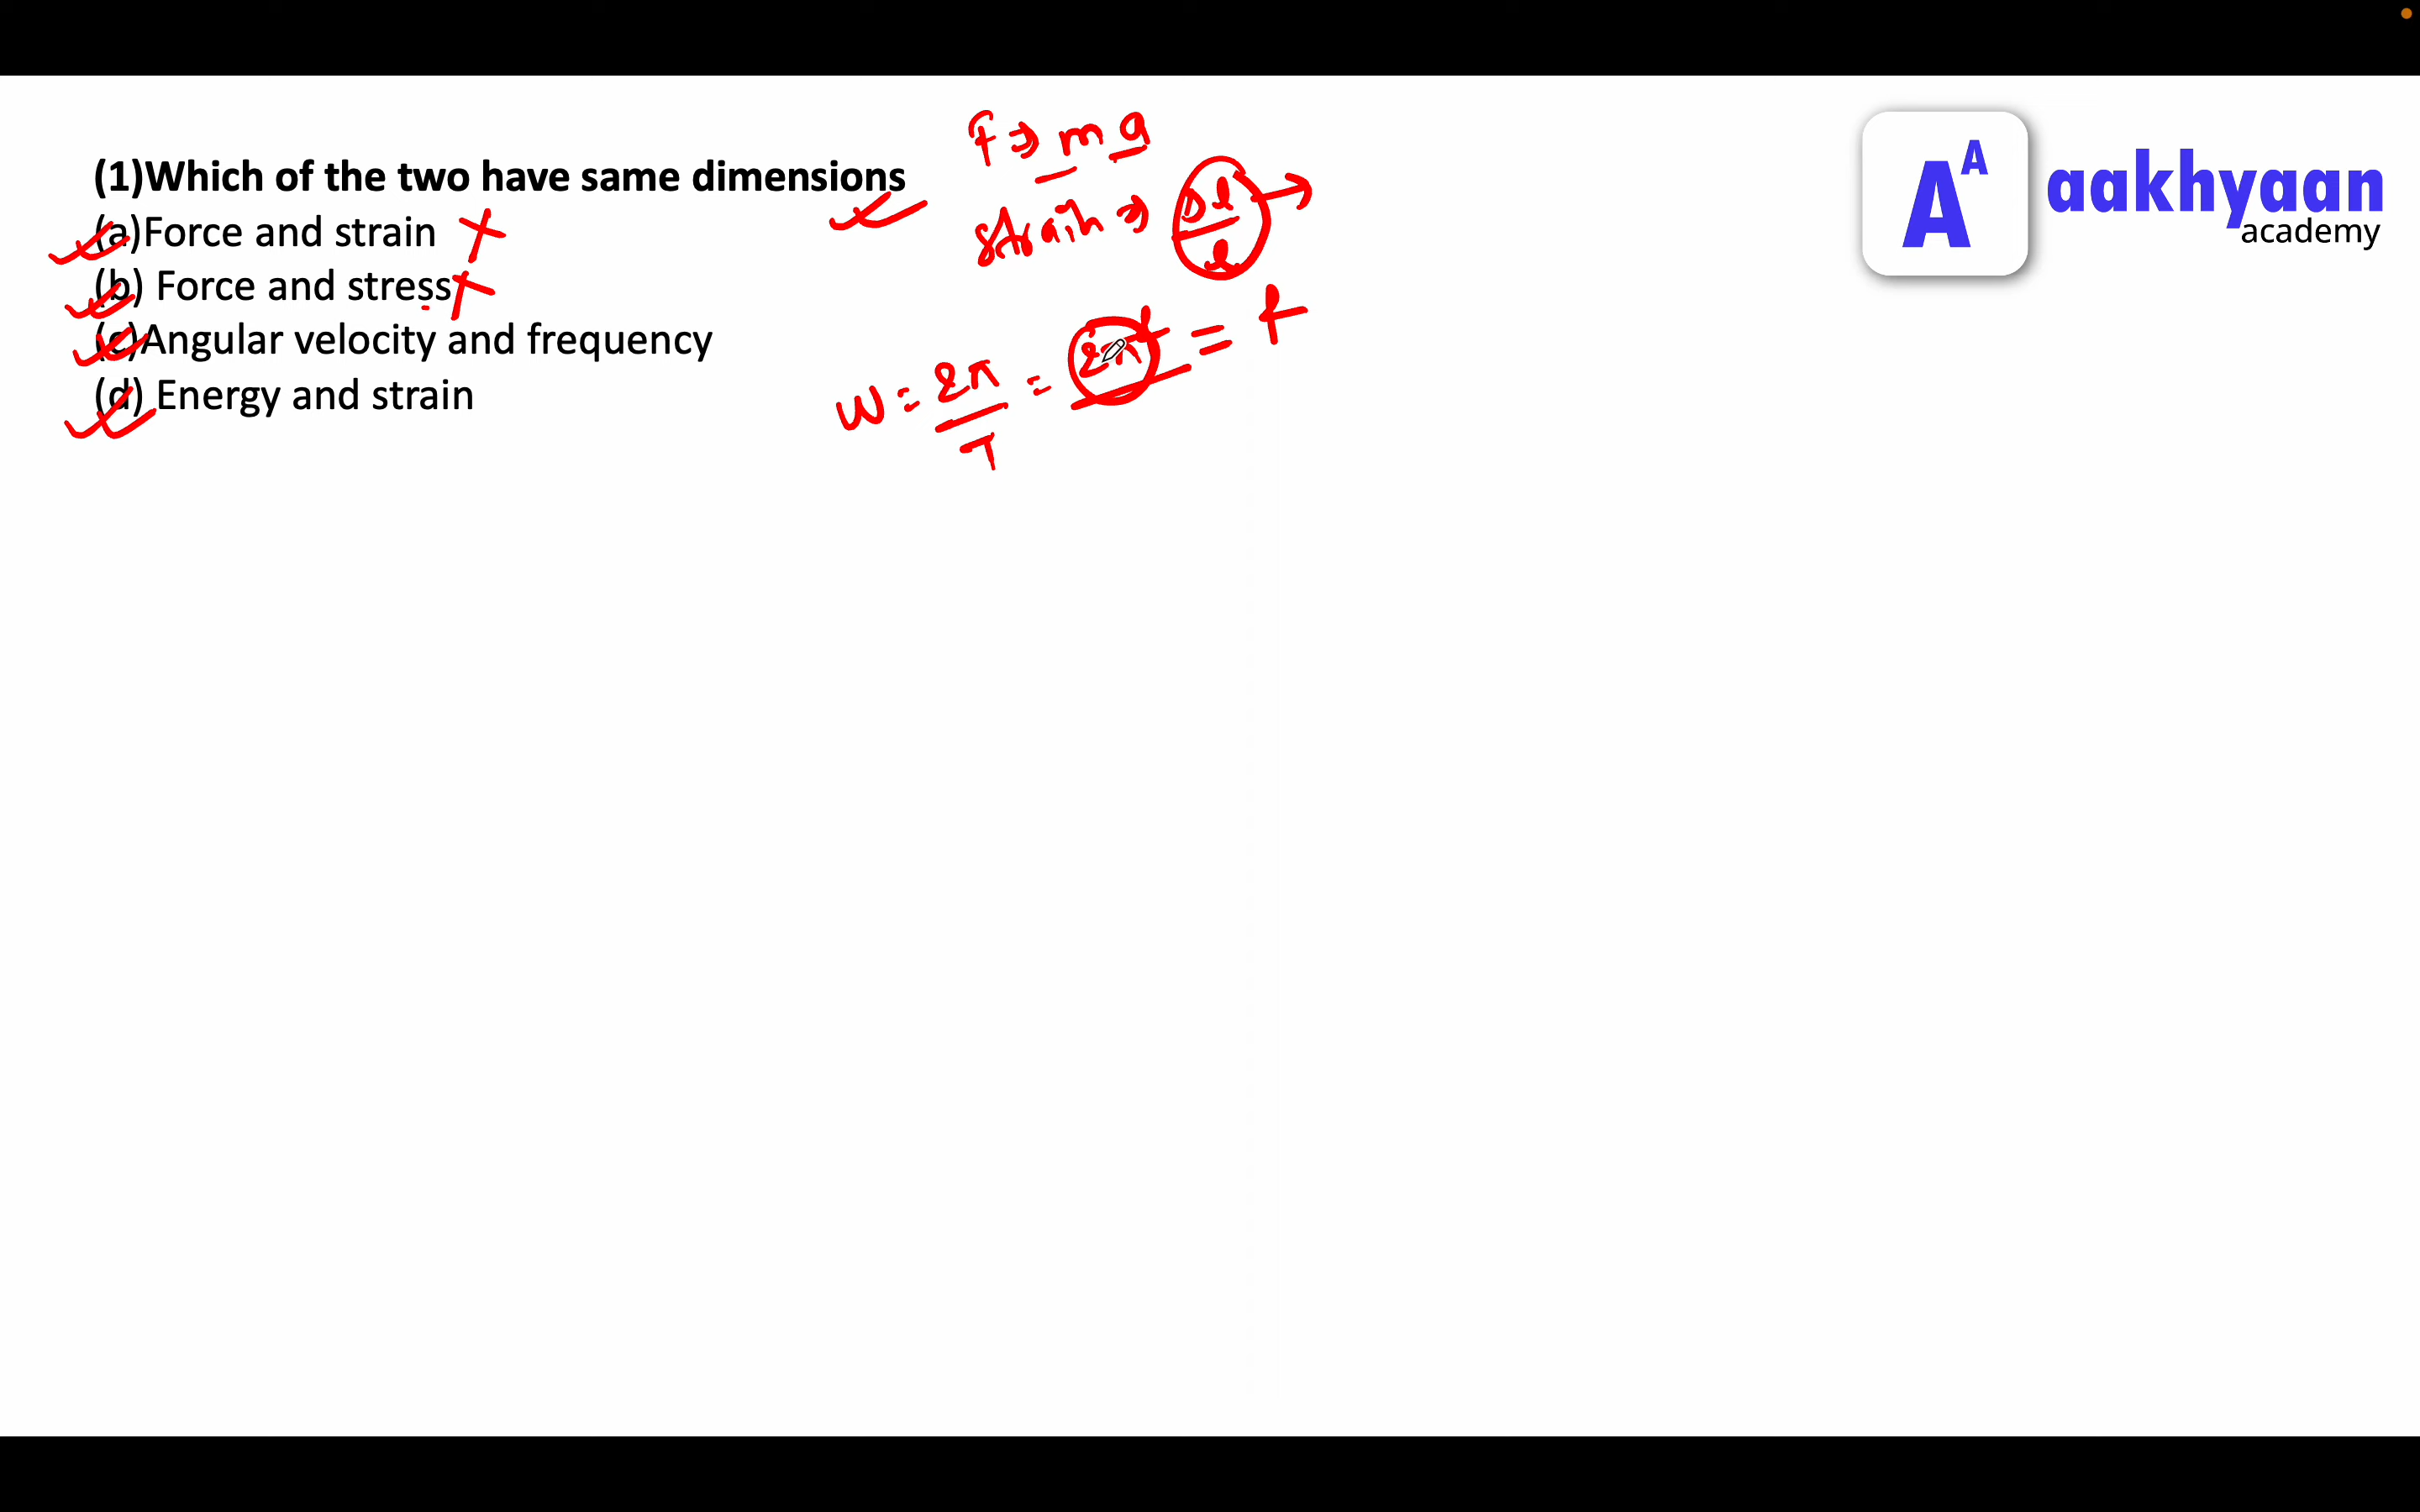 (1)Which of the two have same dimensions
(a)Force and strain
(b) Force and stress
(c)Angular velocity and frequency
(d) Energy and strain
f → m a
strain → Δl / l
w = 2π / T = 2πf = f
A A
aakhyaan
academy